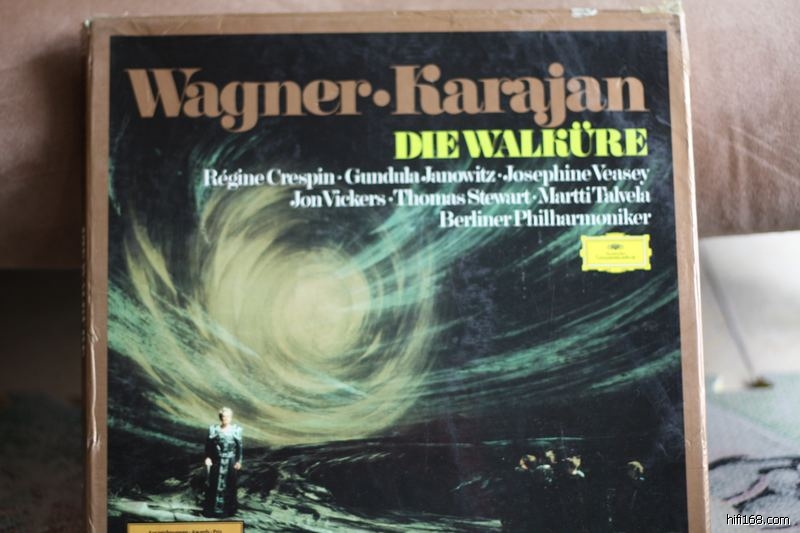 Wagner·Karajan
DIE WALKÜRE
Régine Crespin·Gundula Janowitz·Josephine Veasey
Jon Vickers·Thomas Stewart·Martti Talvela
Berliner Philharmoniker
hifi168.com